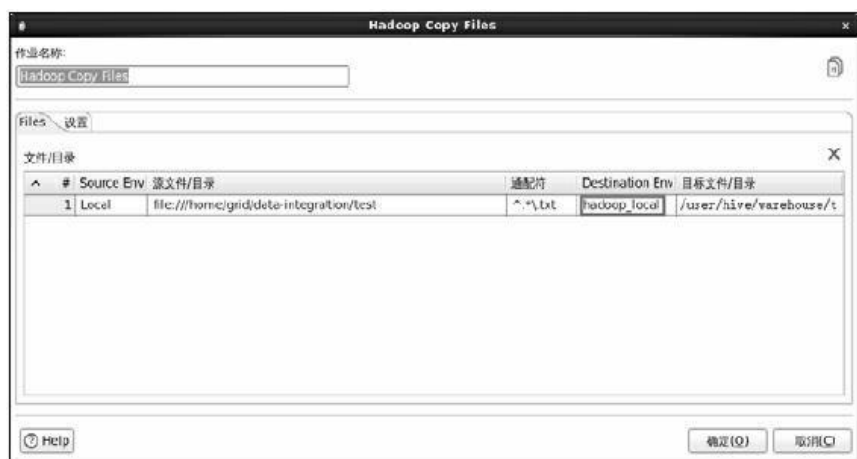 Hadoop Copy Files
作业名称:
Hadoop Copy Files
Files 设置
文件/目录
# Source Env 源文件/目录 通配符 Destination Env 目标文件/目录
1 Local file:///home/grid/data-integration/test ^.*\.txt hadoop_local /user/hive/warehouse/t
Help 确定(O) 取消(C)